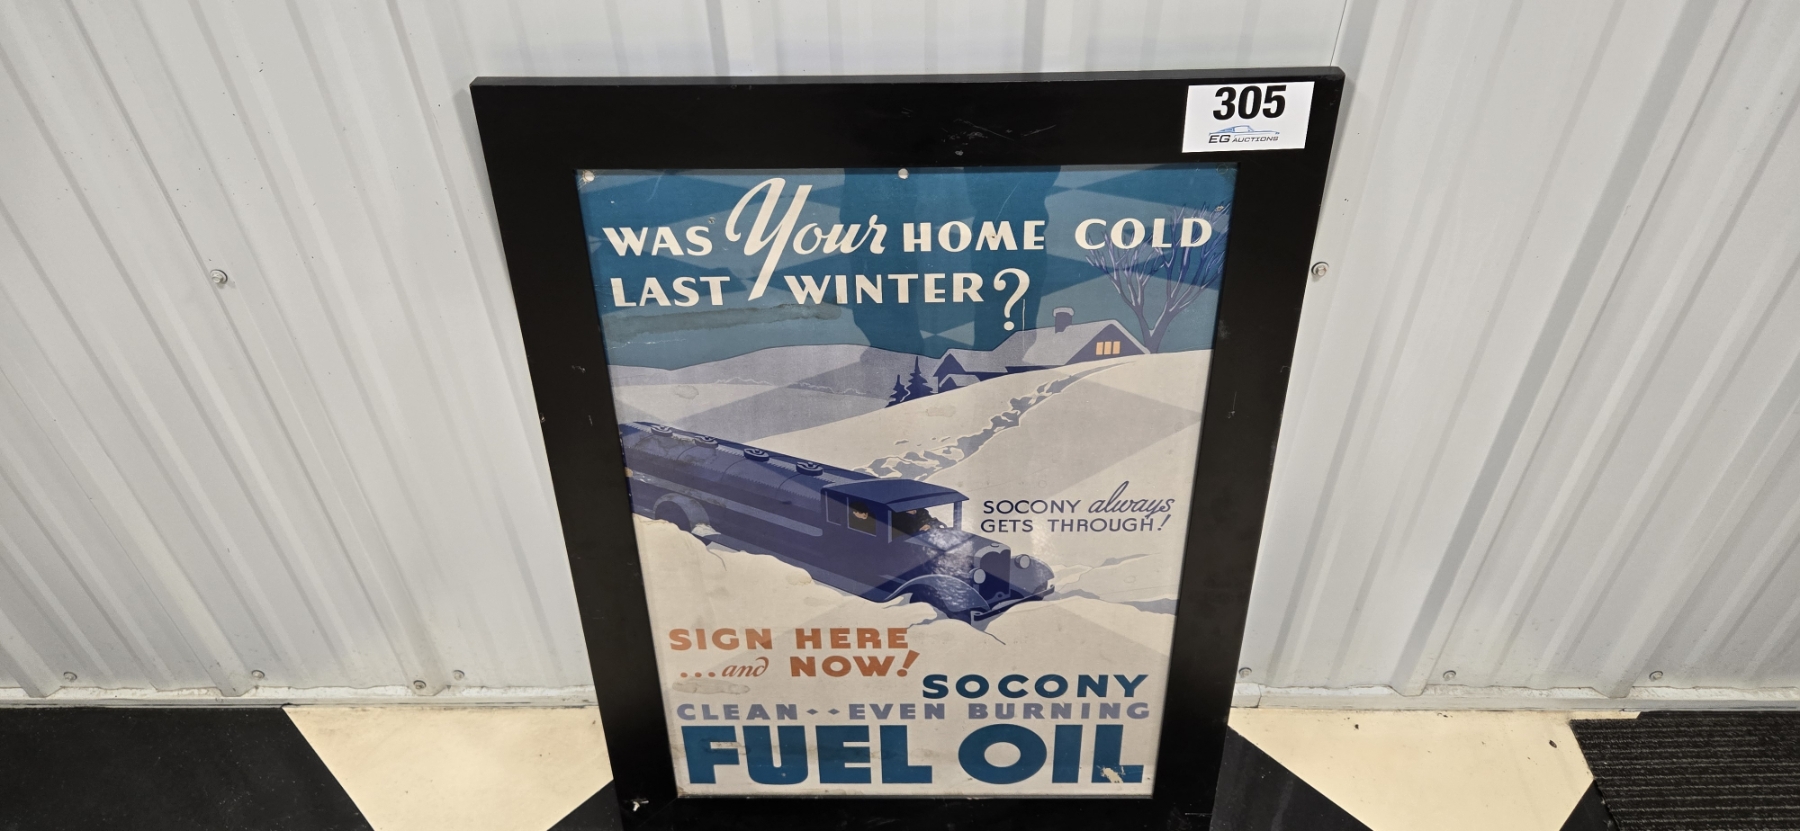 305
EG AUCTIONS
WAS Your HOME COLD
LAST WINTER?
SOCONY always
GETS THROUGH!
SIGN HERE
...and NOW!
SOCONY
CLEAN··EVEN BURNING
FUEL OIL